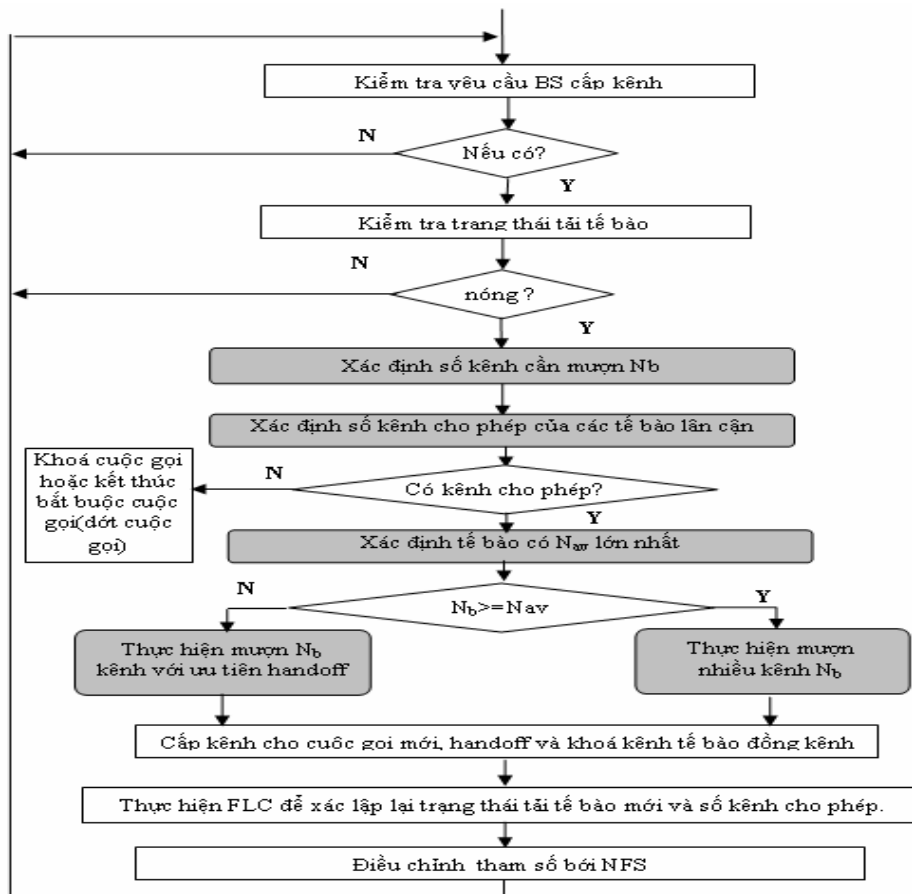 Kiểm tra yêu cầu BS cấp kênh
N
Nếu có?
Y
Kiểm tra trạng thái tải tế bào
N
nóng ?
Y
Xác định số kênh cần mượn Nb
Xác định số kênh cho phép của các tế bào lân cận
Khoá cuộc gọi
hoặc kết thúc
bắt buộc cuộc
gọi(dớt cuộc
gọi)
N
Có kênh cho phép?
Y
Xác định tế bào có Nav lớn nhất
N
Nb>=Nav
Y
Thực hiện mượn Nb
kênh với ưu tiên handoff
Thực hiện mượn
nhiều kênh Nb
Cấp kênh cho cuôc goi mới, handoff và khoá kênh tế bào đồng kênh
Thực hiện FLC để xác lập lại trạng thái tải tế bào mới và số kênh cho phép.
Điều chỉnh tham số bởi NFS